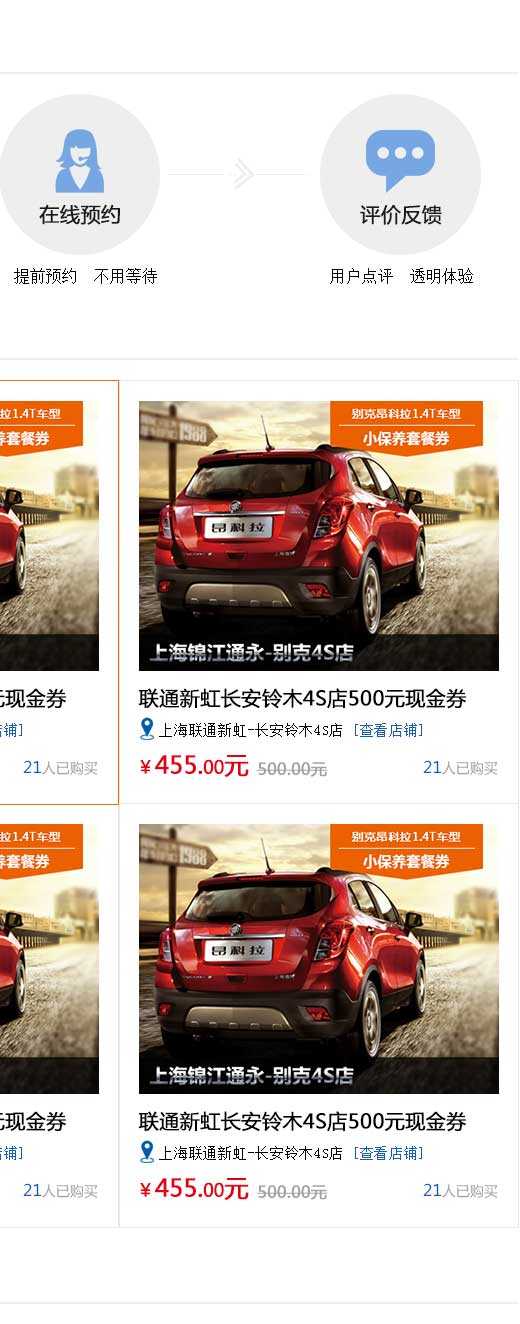 在线预约
评价反馈
提前预约 不用等待
用户点评 透明体验
拉1.4T车型
养套餐券
元现金券
店铺]
21人已购买
1988
别克昂科拉1.4T车型
小保养套餐券
昂科拉
上海锦江通永-别克4S店
联通新虹长安铃木4S店500元现金券
上海联通新虹-长安铃木4S店 [查看店铺]
¥455.00元 500.00元
21人已购买
拉1.4T车型
养套餐券
元现金券
店铺]
21人已购买
1988
别克昂科拉1.4T车型
小保养套餐券
昂科拉
上海锦江通永-别克4S店
联通新虹长安铃木4S店500元现金券
上海联通新虹-长安铃木4S店 [查看店铺]
¥455.00元 500.00元
21人已购买